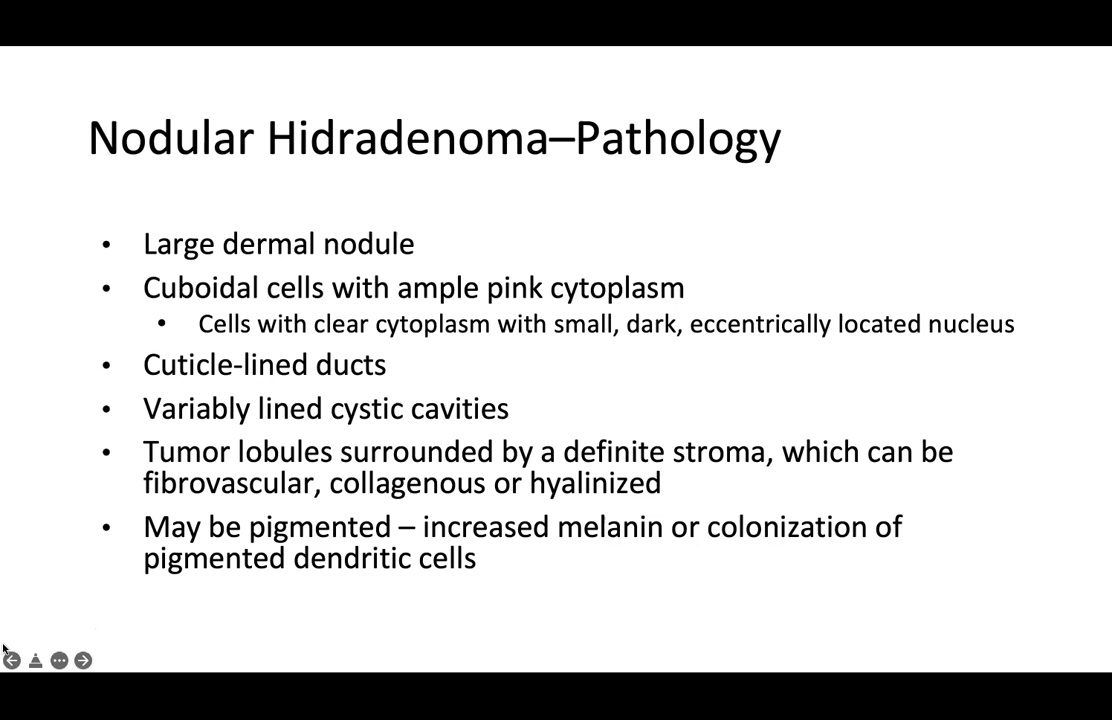 Nodular Hidradenoma–Pathology
• Large dermal nodule
• Cuboidal cells with ample pink cytoplasm
• Cells with clear cytoplasm with small, dark, eccentrically located nucleus
• Cuticle-lined ducts
• Variably lined cystic cavities
• Tumor lobules surrounded by a definite stroma, which can be
fibrovascular, collagenous or hyalinized
• May be pigmented – increased melanin or colonization of
pigmented dendritic cells